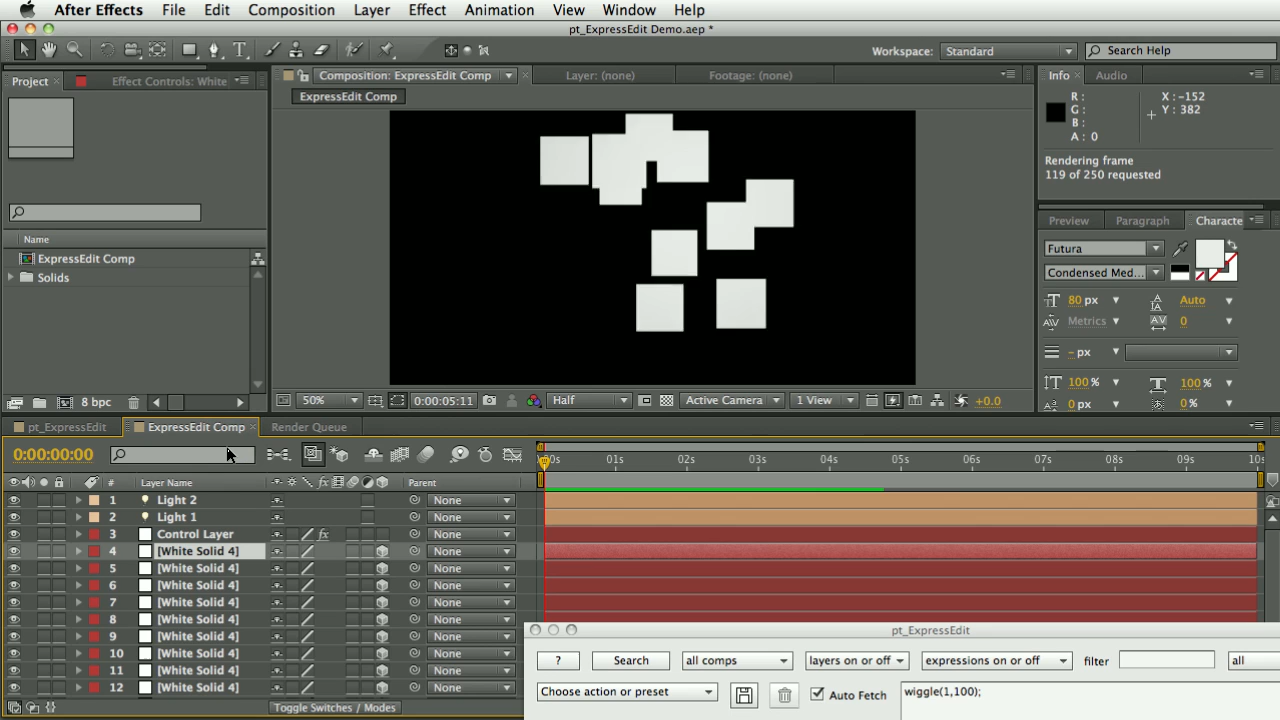 After Effects File Edit Composition Layer Effect Animation View Window Help
pt_ExpressEdit Demo.aep *
Workspace: Standard Search Help
Project Effect Controls: White
Composition: ExpressEdit Comp Layer: (none) Footage: (none)
Info Audio
ExpressEdit Comp
R :
G :
B :
A : 0
X : -152
Y : 382
Rendering frame
119 of 250 requested
Preview Paragraph Characte
Name
ExpressEdit Comp
Solids
Futura
Condensed Med...
80 px Auto
Metrics 0
- px
100 % 100 %
0 px 0 %
8 bpc
50% 0:00:05:11 Half Active Camera 1 View +0.0
pt_ExpressEdit ExpressEdit Comp Render Queue
0:00:00:00
00s 01s 02s 03s 04s 05s 06s 07s 08s 09s 10s
# Layer Name Parent
1 Light 2 None
2 Light 1 None
3 Control Layer fx None
4 [White Solid 4] None
5 [White Solid 4] None
6 [White Solid 4] None
7 [White Solid 4] None
8 [White Solid 4] None
9 [White Solid 4] None
10 [White Solid 4] None
11 [White Solid 4] None
12 [White Solid 4] None
Toggle Switches / Modes
pt_ExpressEdit
? Search all comps layers on or off expressions on or off filter all
Choose action or preset Auto Fetch wiggle(1,100);